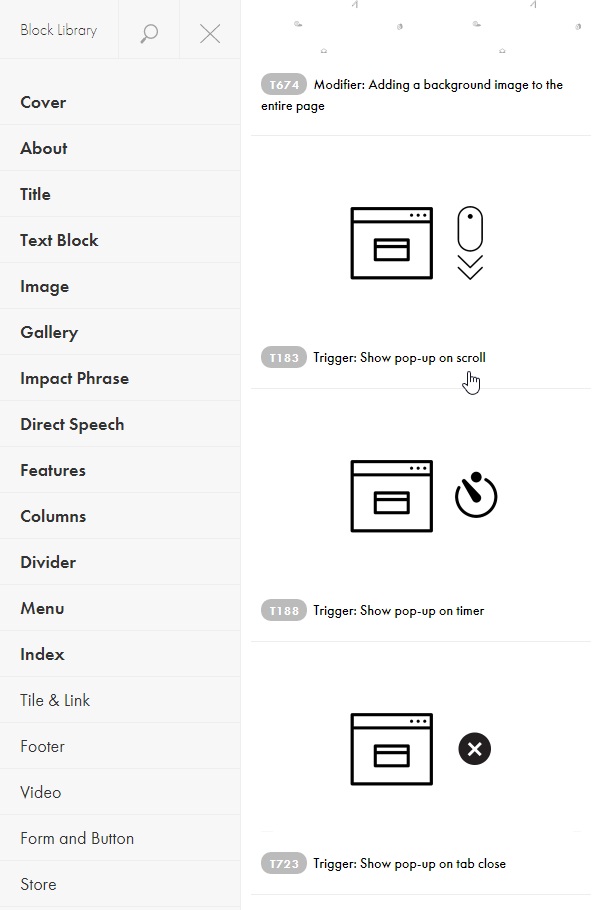 Block Library
Cover
About
Title
Text Block
Image
Gallery
Impact Phrase
Direct Speech
Features
Columns
Divider
Menu
Index
Tile & Link
Footer
Video
Form and Button
Store
T674 Modifier: Adding a background image to the
entire page
T183 Trigger: Show pop-up on scroll
T188 Trigger: Show pop-up on timer
T723 Trigger: Show pop-up on tab close